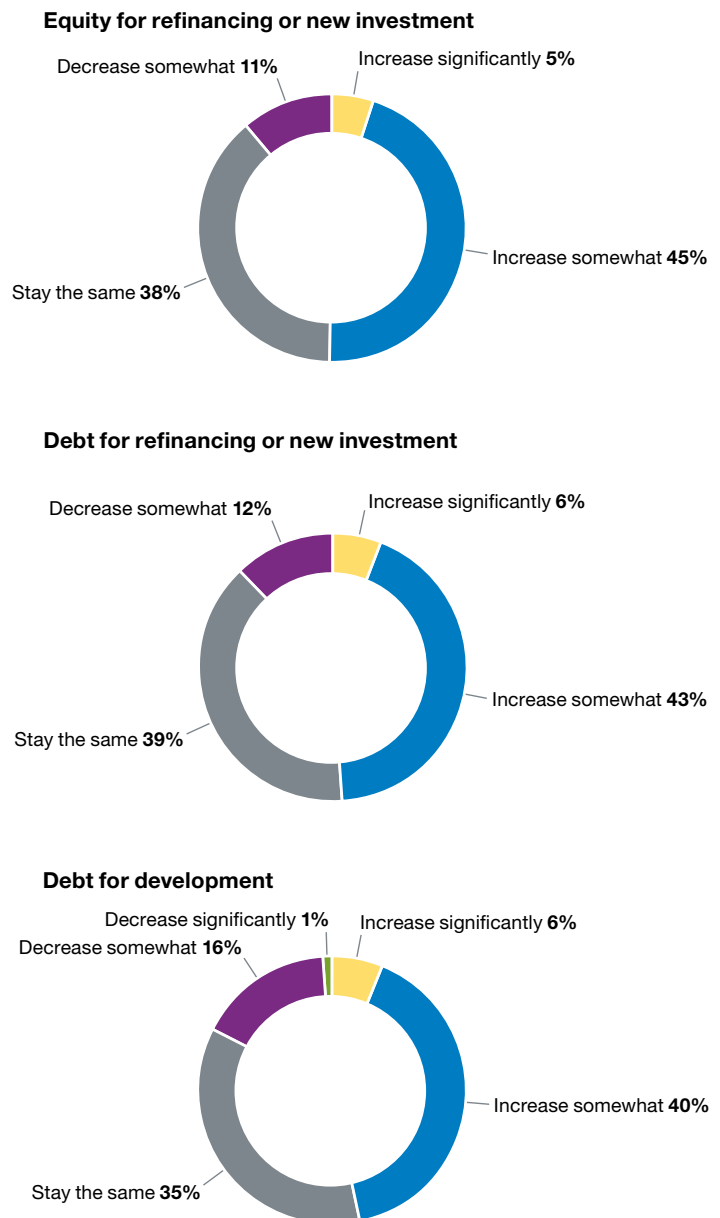 Equity for refinancing or new investment
Decrease somewhat 11%
Increase significantly 5%
Increase somewhat 45%
Stay the same 38%
Debt for refinancing or new investment
Decrease somewhat 12%
Increase significantly 6%
Increase somewhat 43%
Stay the same 39%
Debt for development
Decrease significantly 1%
Increase significantly 6%
Decrease somewhat 16%
Increase somewhat 40%
Stay the same 35%